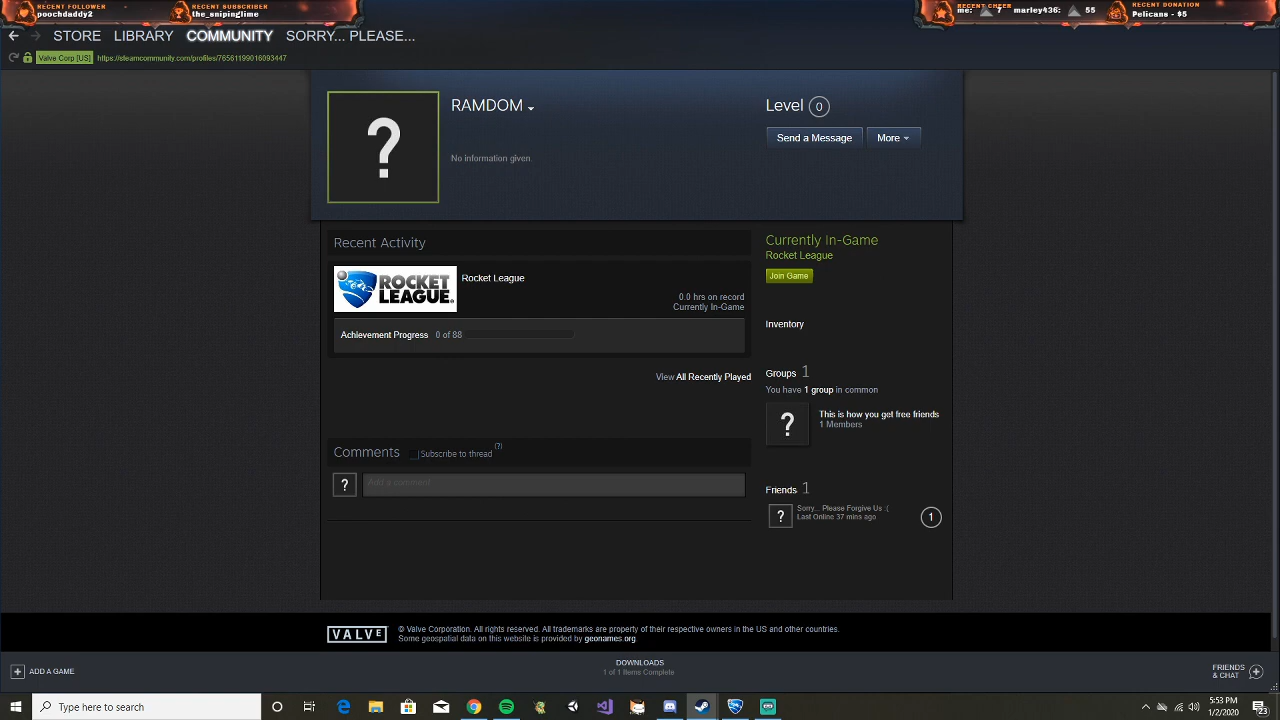 RECENT FOLLOWER
poochdaddy2
RECENT SUBSCRIBER
the_snipinglime
RECENT CHEER
marley436: 55
RECENT DONATION
Pelicans - $5
STORE LIBRARY COMMUNITY SORRY... PLEASE...
Valve Corp [US] https://steamcommunity.com/profiles/76561199016093447
?
RAMDOM
No information given.
Level 0
Send a Message
More
Recent Activity
ROCKET LEAGUE
Rocket League
0.0 hrs on record
Currently In-Game
Achievement Progress 0 of 88
View All Recently Played
Comments Subscribe to thread (?)
?
Add a comment
Currently In-Game
Rocket League
Join Game
Inventory
Groups 1
You have 1 group in common
?
This is how you get free friends
1 Members
Friends 1
?
Sorry... Please Forgive Us :(
Last Online 37 mins ago
1
VALVE
© Valve Corporation. All rights reserved. All trademarks are property of their respective owners in the US and other countries.
Some geospatial data on this website is provided by geonames.org.
+ ADD A GAME
DOWNLOADS
1 of 1 Items Complete
FRIENDS
& CHAT
Type here to search
5:53 PM
1/2/2020
23